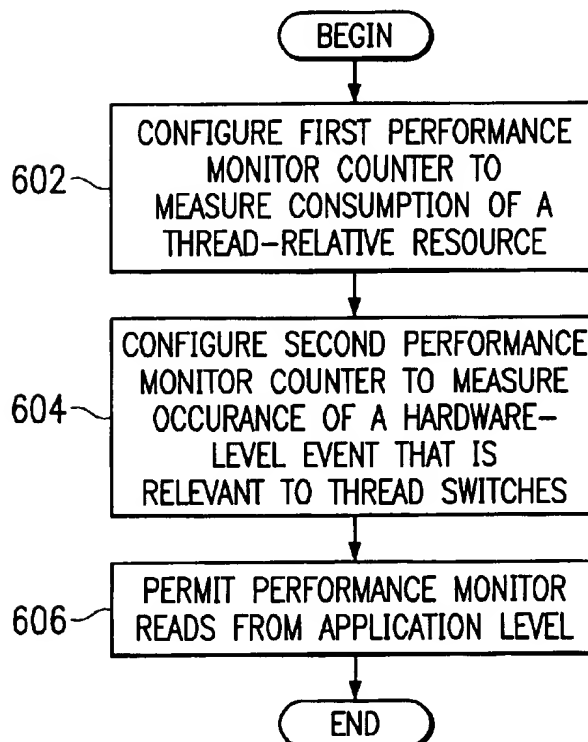 BEGIN
602
CONFIGURE FIRST PERFORMANCE
MONITOR COUNTER TO
MEASURE CONSUMPTION OF A
THREAD-RELATIVE RESOURCE
604
CONFIGURE SECOND PERFORMANCE
MONITOR COUNTER TO MEASURE
OCCURANCE OF A HARDWARE-
LEVEL EVENT THAT IS
RELEVANT TO THREAD SWITCHES
606
PERMIT PERFORMANCE MONITOR
READS FROM APPLICATION LEVEL
END